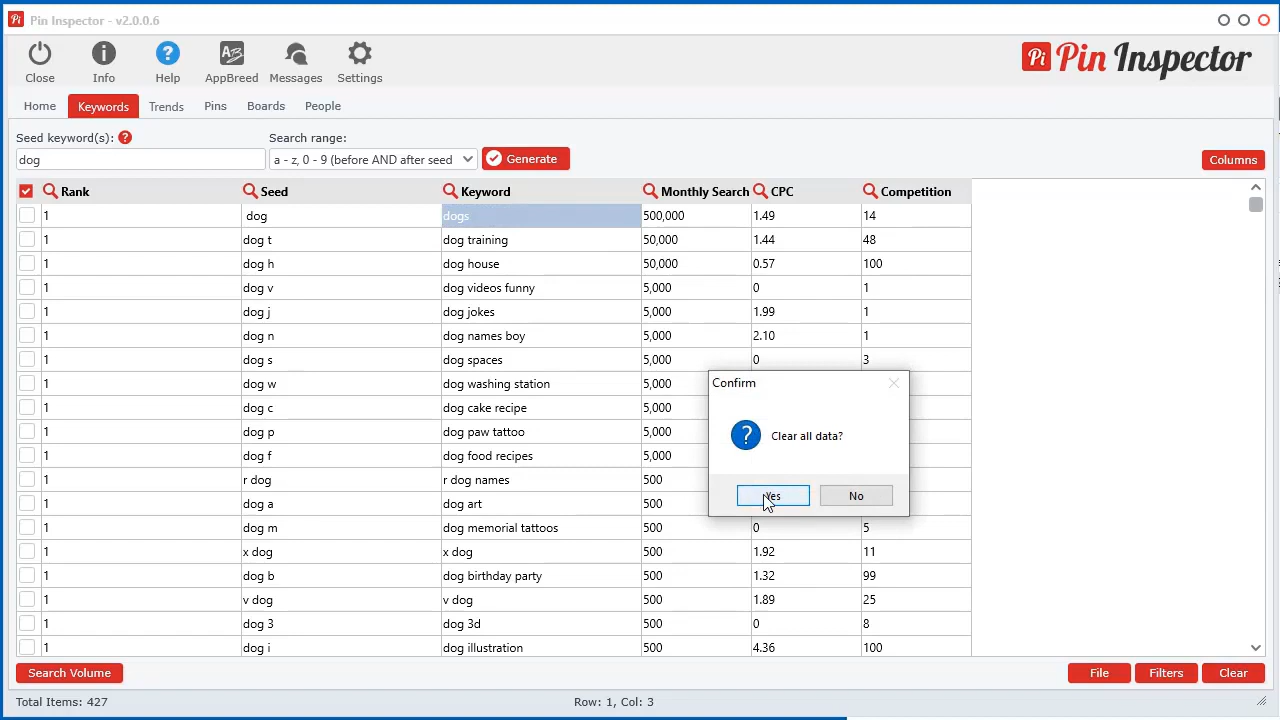 Pin Inspector - v2.0.0.6
Close Info Help AppBreed Messages Settings
Pi Pin Inspector
Home Keywords Trends Pins Boards People
Seed keyword(s): ? Search range:
dog a - z, 0 - 9 (before AND after seed Generate Columns
Rank Seed Keyword Monthly Search CPC Competition
1 dog dogs 500,000 1.49 14
1 dog t dog training 50,000 1.44 48
1 dog h dog house 50,000 0.57 100
1 dog v dog videos funny 5,000 0 1
1 dog j dog jokes 5,000 1.99 1
1 dog n dog names boy 5,000 2.10 1
1 dog s dog spaces 5,000 0 3
1 dog w dog washing station 5,000
1 dog c dog cake recipe 5,000
1 dog p dog paw tattoo 5,000
1 dog f dog food recipes 5,000
1 r dog r dog names 500
1 dog a dog art 500
1 dog m dog memorial tattoos 500 0 5
1 x dog x dog 500 1.92 11
1 dog b dog birthday party 500 1.32 99
1 v dog v dog 500 1.89 25
1 dog 3 dog 3d 500 0 8
1 dog i dog illustration 500 4.36 100
Confirm
? Clear all data?
Yes No
Search Volume File Filters Clear
Total Items: 427 Row: 1, Col: 3